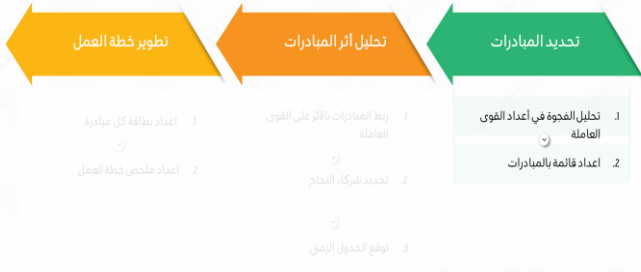 تحديد المبادرات
تحليل أثر المبادرات
تطوير خطة العمل
1. تحليل الفجوة في أعداد القوى
العاملة
2. اعداد قائمة بالمبادرات
1. ربط المبادرات بالأثر على القوى
العاملة
2. تحديد شركاء النجاح
3. توقع الجدول الزمني
1. اعداد بطاقة كل مبادرة
2. اعداد ملخص خطة العمل